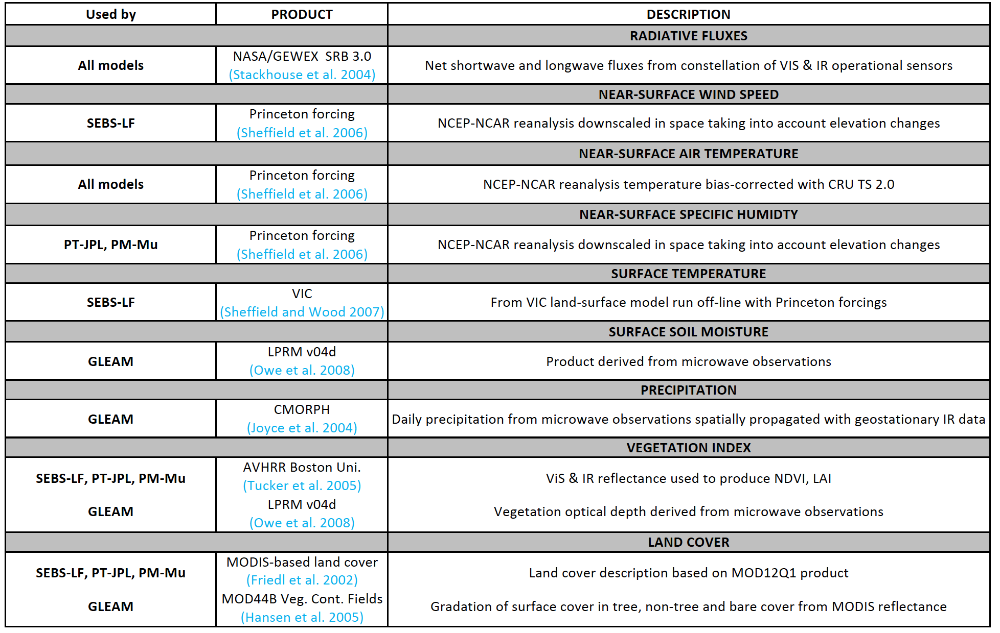 Used by PRODUCT DESCRIPTION
RADIATIVE FLUXES
All models
NASA/GEWEX SRB 3.0
(Stackhouse et al. 2004)
Net shortwave and longwave fluxes from constellation of VIS & IR operational sensors
NEAR-SURFACE WIND SPEED
SEBS-LF
Princeton forcing
(Sheffield et al. 2006)
NCEP-NCAR reanalysis downscaled in space taking into account elevation changes
NEAR-SURFACE AIR TEMPERATURE
All models
Princeton forcing
(Sheffield et al. 2006)
NCEP-NCAR reanalysis temperature bias-corrected with CRU TS 2.0
NEAR-SURFACE SPECIFIC HUMIDTY
PT-JPL, PM-Mu
Princeton forcing
(Sheffield et al. 2006)
NCEP-NCAR reanalysis downscaled in space taking into account elevation changes
SURFACE TEMPERATURE
SEBS-LF
VIC
(Sheffield and Wood 2007)
From VIC land-surface model run off-line with Princeton forcings
SURFACE SOIL MOISTURE
GLEAM
LPRM v04d
(Owe et al. 2008)
Product derived from microwave observations
PRECIPITATION
GLEAM
CMORPH
(Joyce et al. 2004)
Daily precipitation from microwave observations spatially propagated with geostationary IR data
VEGETATION INDEX
SEBS-LF, PT-JPL, PM-Mu
AVHRR Boston Uni.
(Tucker et al. 2005)
ViS & IR reflectance used to produce NDVI, LAI
GLEAM
LPRM v04d
(Owe et al. 2008)
Vegetation optical depth derived from microwave observations
LAND COVER
SEBS-LF, PT-JPL, PM-Mu
MODIS-based land cover
(Friedl et al. 2002)
Land cover description based on MOD12Q1 product
GLEAM
MOD44B Veg. Cont. Fields
(Hansen et al. 2005)
Gradation of surface cover in tree, non-tree and bare cover from MODIS reflectance